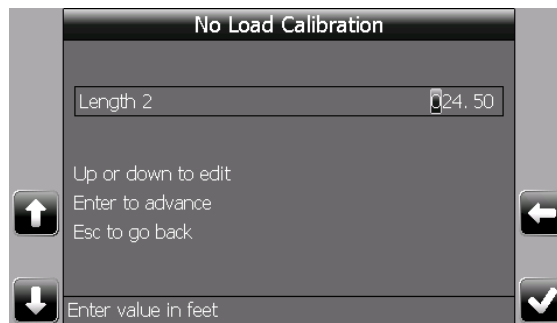 No Load Calibration
Length 2 024.50
Up or down to edit
Enter to advance
Esc to go back
Enter value in feet